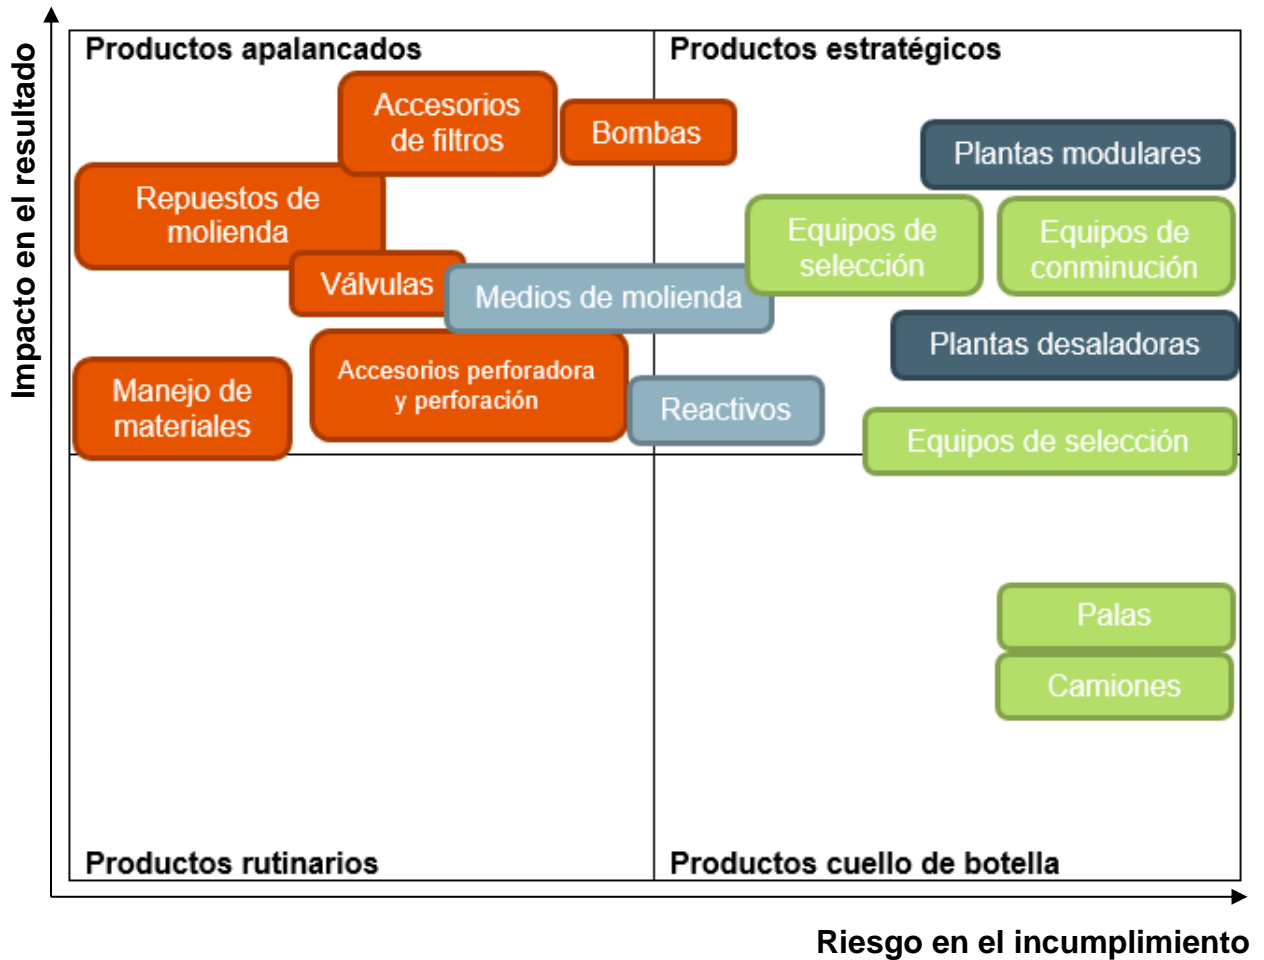 Impacto en el resultado
Productos apalancados
Productos estratégicos
Accesorios
de filtros
Bombas
Plantas modulares
Repuestos de
molienda
Equipos de
selección
Equipos de
conminución
Válvulas
Medios de molienda
Plantas desaladoras
Accesorios perforadora
y perforación
Manejo de
materiales
Reactivos
Equipos de selección
Palas
Camiones
Productos rutinarios
Productos cuello de botella
Riesgo en el incumplimiento